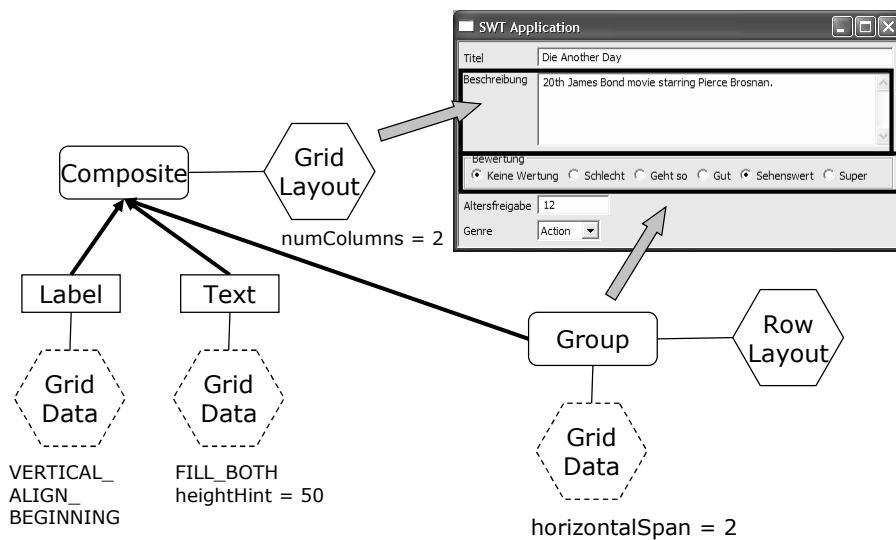 SWT Application
Titel
Die Another Day
Beschreibung
20th James Bond movie starring Pierce Brosnan.
Bewertung
Keine Wertung Schlecht Geht so Gut Sehenswert Super
Altersfreigabe 12
Genre Action
Composite
Grid
Layout
numColumns = 2
Label
Text
Group
Row
Layout
Grid
Data
Grid
Data
Grid
Data
VERTICAL_
ALIGN_
BEGINNING
FILL_BOTH
heightHint = 50
horizontalSpan = 2